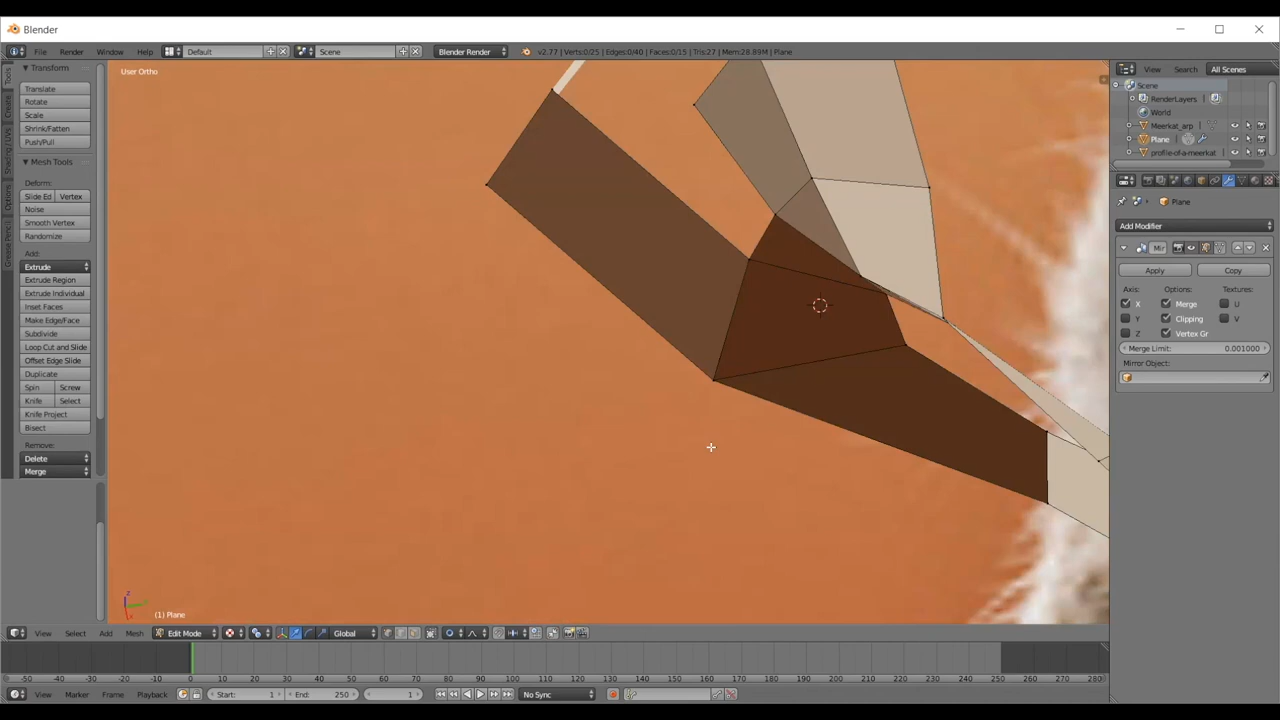 Blender
File Render Window Help Default Scene Blender Render v2.77 | Verts:0/25 | Edges:0/40 | Faces:0/15 | Tris:27 | Mem:28.89M | Plane
Tools
Create
Shading / UVs
Options
Grease Pencil
Transform
Translate
Rotate
Scale
Shrink/Fatten
Push/Pull
Mesh Tools
Deform:
Slide Ed Vertex
Noise
Smooth Vertex
Randomize
Add:
Extrude
Extrude Region
Extrude Individual
Inset Faces
Make Edge/Face
Subdivide
Loop Cut and Slide
Offset Edge Slide
Duplicate
Spin Screw
Knife Select
Knife Project
Bisect
Remove:
Delete
Merge
User Ortho
(1) Plane
View Search All Scenes
Scene
RenderLayers
World
Meerkat_arp
Plane
profile-of-a-meerkat
Plane
Add Modifier
Mir
Apply Copy
Axis: Options: Textures:
X Merge U
Y Clipping V
Z Vertex Gr
Merge Limit: 0.001000
Mirror Object:
View Select Add Mesh Edit Mode Global
-50 -40 -30 -20 -10 0 10 20 30 40 50 60 70 80 90 100 110 120 130 140 150 160 170 180 190 200 210 220 230 240 250 260 270 280
View Marker Frame Playback Start: 1 End: 250 1 No Sync